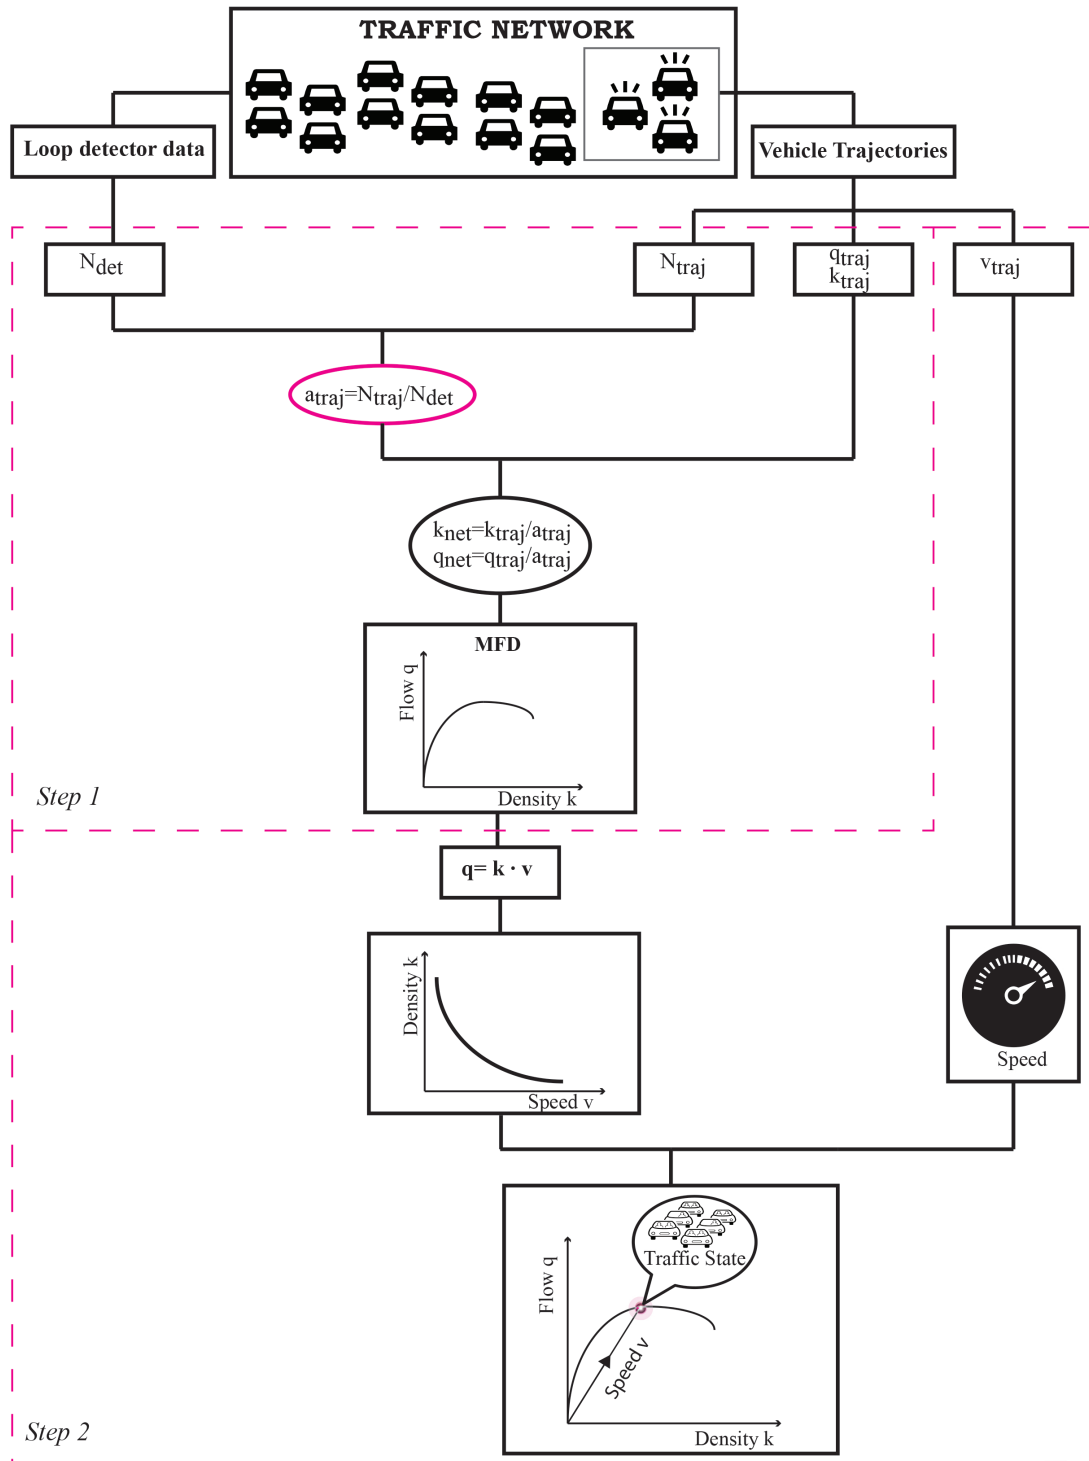 TRAFFIC NETWORK
Loop detector data
Vehicle Trajectories
Ndet
Ntraj
qtraj
ktraj
vtraj
atraj=Ntraj/Ndet
knet=ktraj/atraj
qnet=qtraj/atraj
MFD
Flow q
Density k
Step 1
q= k · v
Density k
Speed v
Speed
Traffic State
Flow q
Speed v
Density k
Step 2